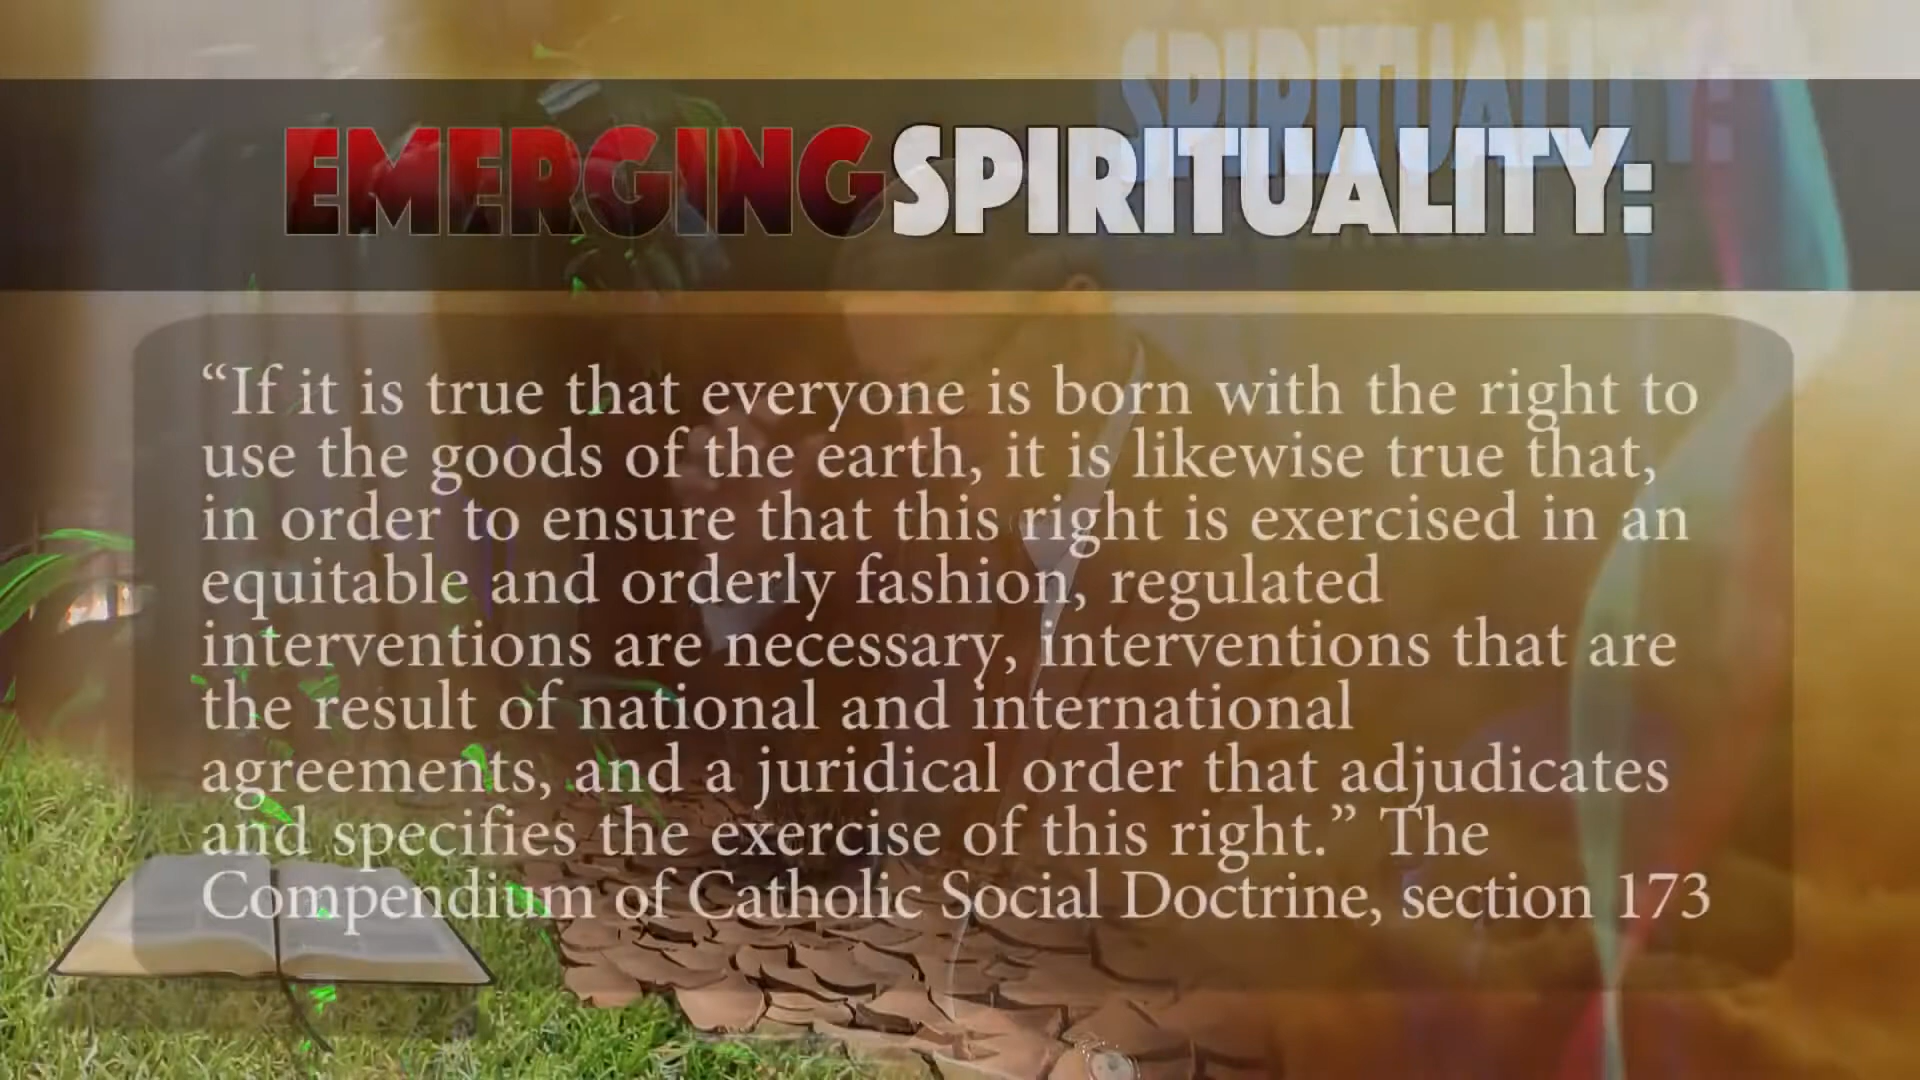 SPIRITUALITY:
EMERGING SPIRITUALITY:
“If it is true that everyone is born with the right to
use the goods of the earth, it is likewise true that,
in order to ensure that this right is exercised in an
equitable and orderly fashion, regulated
interventions are necessary, interventions that are
the result of national and international
agreements, and a juridical order that adjudicates
and specifies the exercise of this right.” The
Compendium of Catholic Social Doctrine, section 173